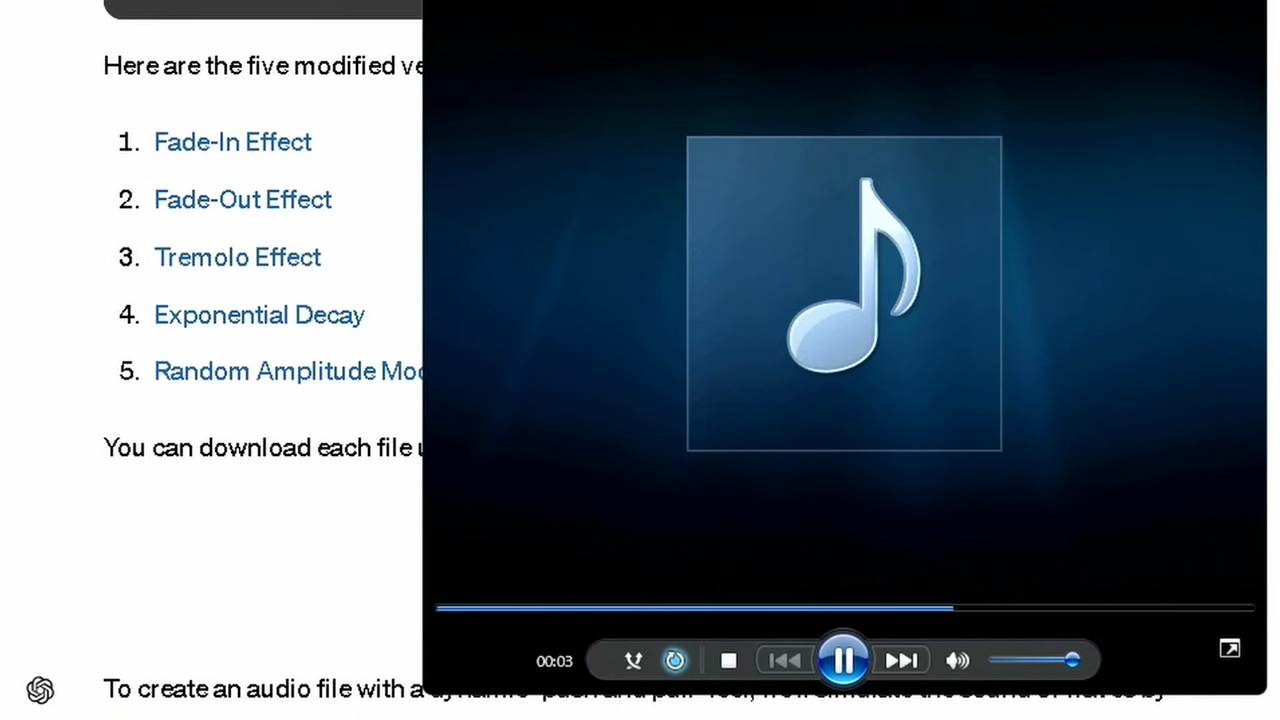 Here are the five modified ve
1. Fade-In Effect
2. Fade-Out Effect
3. Tremolo Effect
4. Exponential Decay
5. Random Amplitude Mod
You can download each file u
00:03
To create an audio file with a